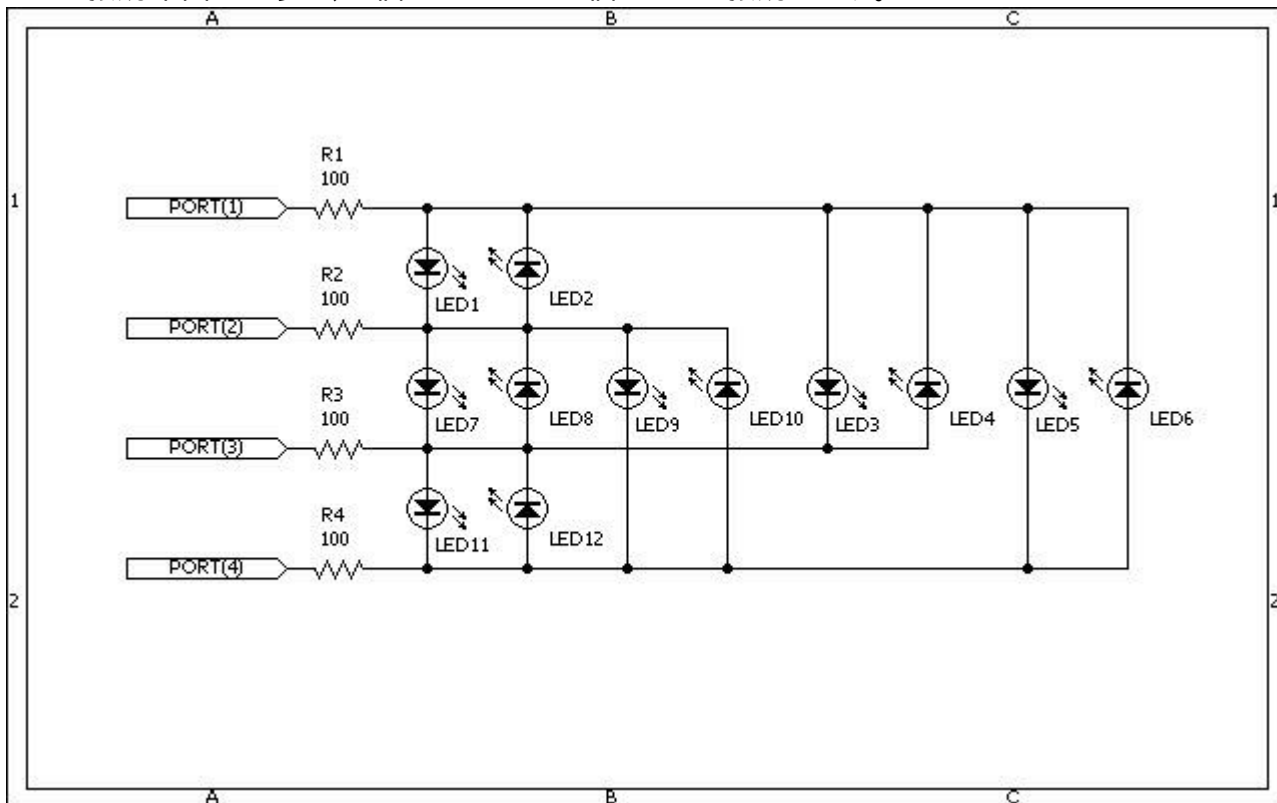 A B C
R1
100
1 PORT(1) 1
LED1 LED2
R2
100
PORT(2)
R3
100
LED7 LED8 LED9 LED10 LED3 LED4 LED5 LED6
PORT(3)
R4
100
LED11 LED12
PORT(4)
2 2
A B C